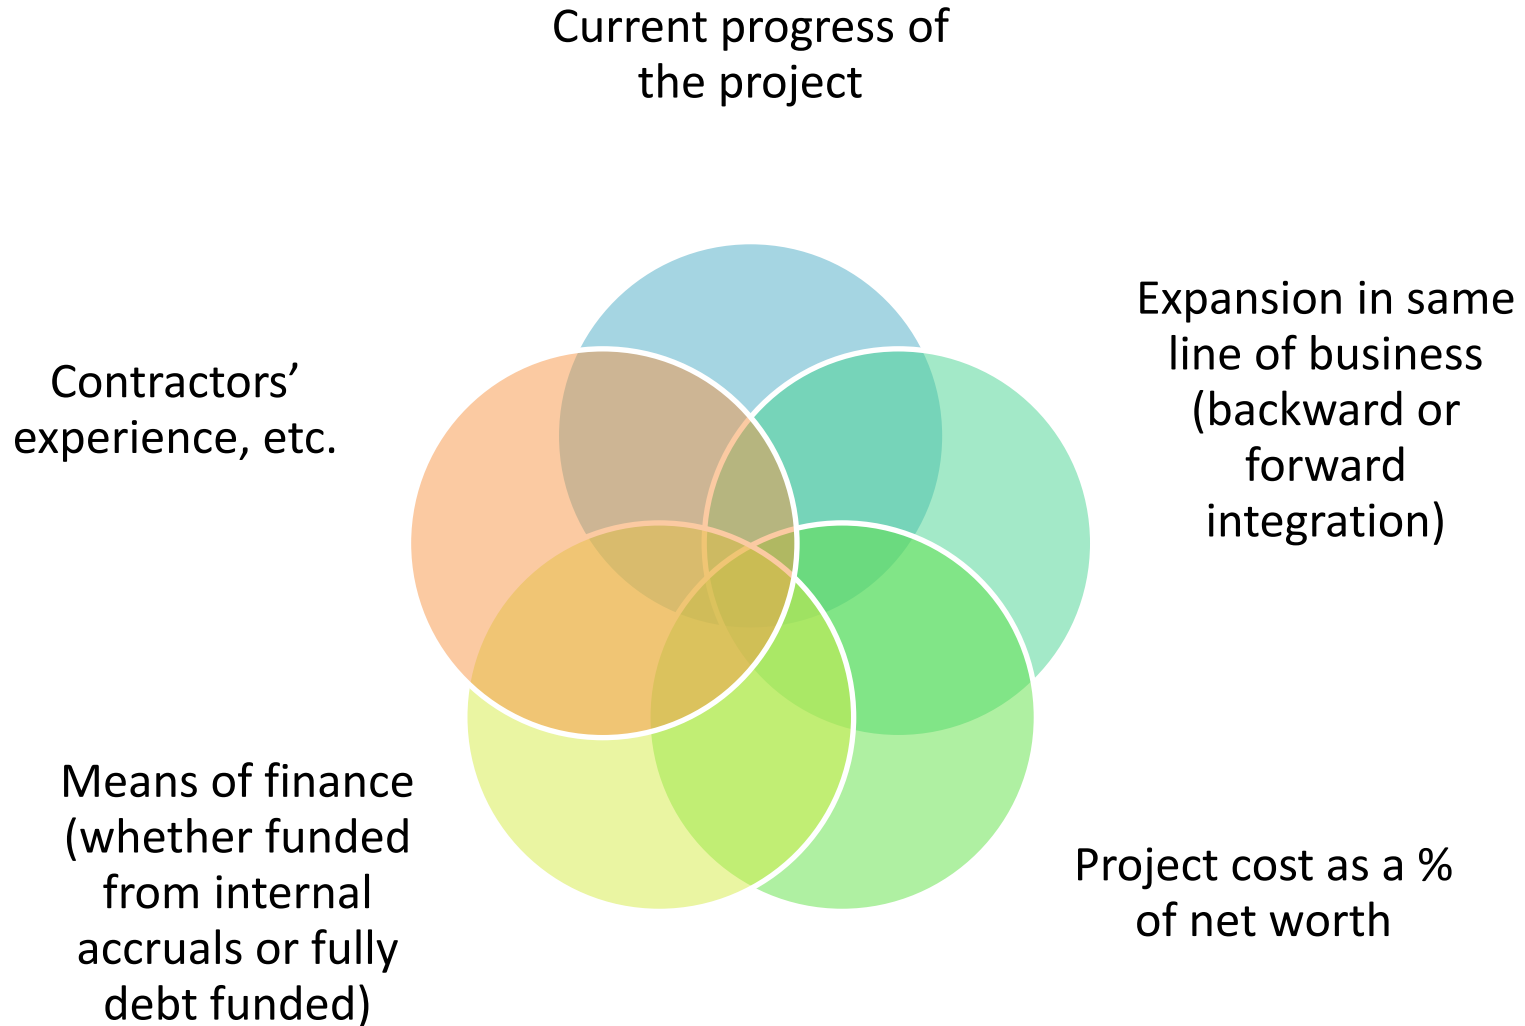 Current progress of
the project
Expansion in same
line of business
(backward or
forward
integration)
Project cost as a %
of net worth
Means of finance
(whether funded
from internal
accruals or fully
debt funded)
Contractors’
experience, etc.